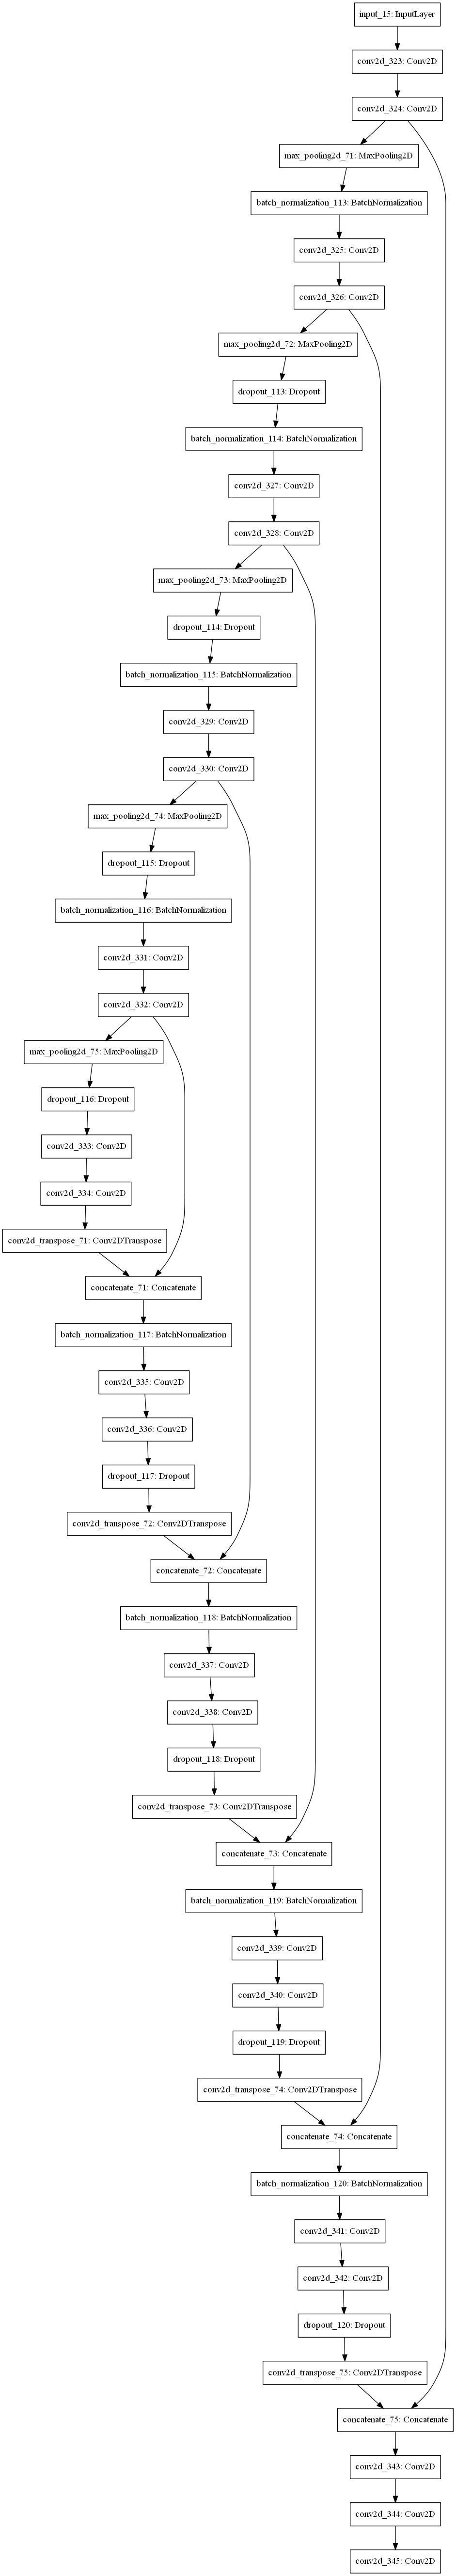 input_15: InputLayer
conv2d_323: Conv2D
conv2d_324: Conv2D
max_pooling2d_71: MaxPooling2D
batch_normalization_113: BatchNormalization
conv2d_325: Conv2D
conv2d_326: Conv2D
max_pooling2d_72: MaxPooling2D
dropout_113: Dropout
batch_normalization_114: BatchNormalization
conv2d_327: Conv2D
conv2d_328: Conv2D
max_pooling2d_73: MaxPooling2D
dropout_114: Dropout
batch_normalization_115: BatchNormalization
conv2d_329: Conv2D
conv2d_330: Conv2D
max_pooling2d_74: MaxPooling2D
dropout_115: Dropout
batch_normalization_116: BatchNormalization
conv2d_331: Conv2D
conv2d_332: Conv2D
max_pooling2d_75: MaxPooling2D
dropout_116: Dropout
conv2d_333: Conv2D
conv2d_334: Conv2D
conv2d_transpose_71: Conv2DTranspose
concatenate_71: Concatenate
batch_normalization_117: BatchNormalization
conv2d_335: Conv2D
conv2d_336: Conv2D
dropout_117: Dropout
conv2d_transpose_72: Conv2DTranspose
concatenate_72: Concatenate
batch_normalization_118: BatchNormalization
conv2d_337: Conv2D
conv2d_338: Conv2D
dropout_118: Dropout
conv2d_transpose_73: Conv2DTranspose
concatenate_73: Concatenate
batch_normalization_119: BatchNormalization
conv2d_339: Conv2D
conv2d_340: Conv2D
dropout_119: Dropout
conv2d_transpose_74: Conv2DTranspose
concatenate_74: Concatenate
batch_normalization_120: BatchNormalization
conv2d_341: Conv2D
conv2d_342: Conv2D
dropout_120: Dropout
conv2d_transpose_75: Conv2DTranspose
concatenate_75: Concatenate
conv2d_343: Conv2D
conv2d_344: Conv2D
conv2d_345: Conv2D